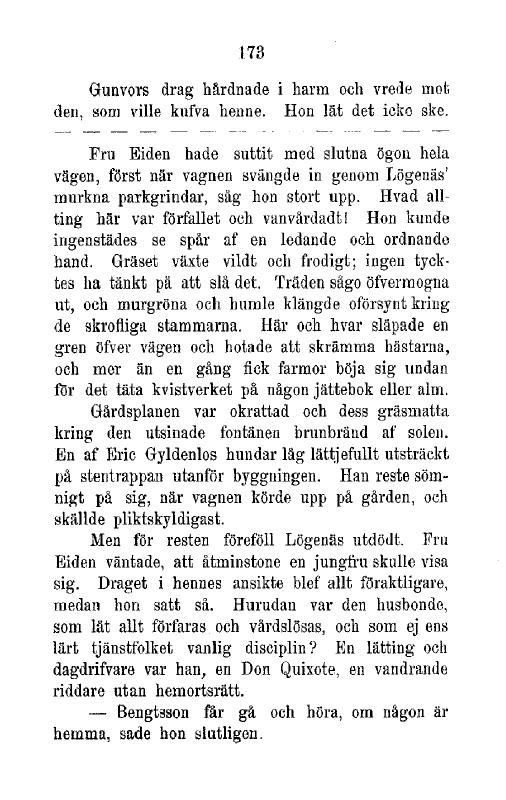 173
Gunvors drag hårdnade i harm och vrede mot
den, som ville kufva henne. Hon lät det icke ske.
— — — — — — — — — — — — — — — — —
Fru Eiden hade suttit med slutna ögon hela
vägen, först när vagnen svängde in genom Lögenäs'
murkna parkgrindar, såg hon stort upp. Hvad all-
ting här var förfallet och vanvårdadt! Hon kunde
ingenstädes se spår af en ledande och ordnande
hand. Gräset växte vildt och frodigt; ingen tyck-
tes ha tänkt på att slå det. Träden sågo öfvermogna
ut, och murgröna och humle klängde oförsynt kring
de skrofliga stammarna. Här och hvar släpade en
gren öfver vägen och hotade att skrämma hästarna,
och mer än en gång fick farmor böja sig undan
för det täta kvistverket på någon jättebok eller alm.
Gårdsplanen var okrattad och dess gräsmatta
kring den utsinade fontänen brunbränd af solen.
En af Eric Gyldenlos hundar låg lättjefullt utsträckt
på stentrappan utanför byggningen. Han reste söm-
nigt på sig, när vagnen körde upp på gården, och
skällde pliktskyldigast.
Men för resten föreföll Lögenäs utdödt. Fru
Eiden väntade, att åtminstone en jungfru skulle visa
sig. Draget i hennes ansikte blef allt föraktligare,
medan hon satt så. Hurudan var den husbonde,
som lät allt förfaras och vårdslösas, och som ej ens
lärt tjänstfolket vanlig disciplin? En lätting och
dagdrifvare var han, en Don Quixote, en vandrande
riddare utan hemortsrätt.
— Bengtsson får gå och höra, om någon är
hemma, sade hon slutligen.